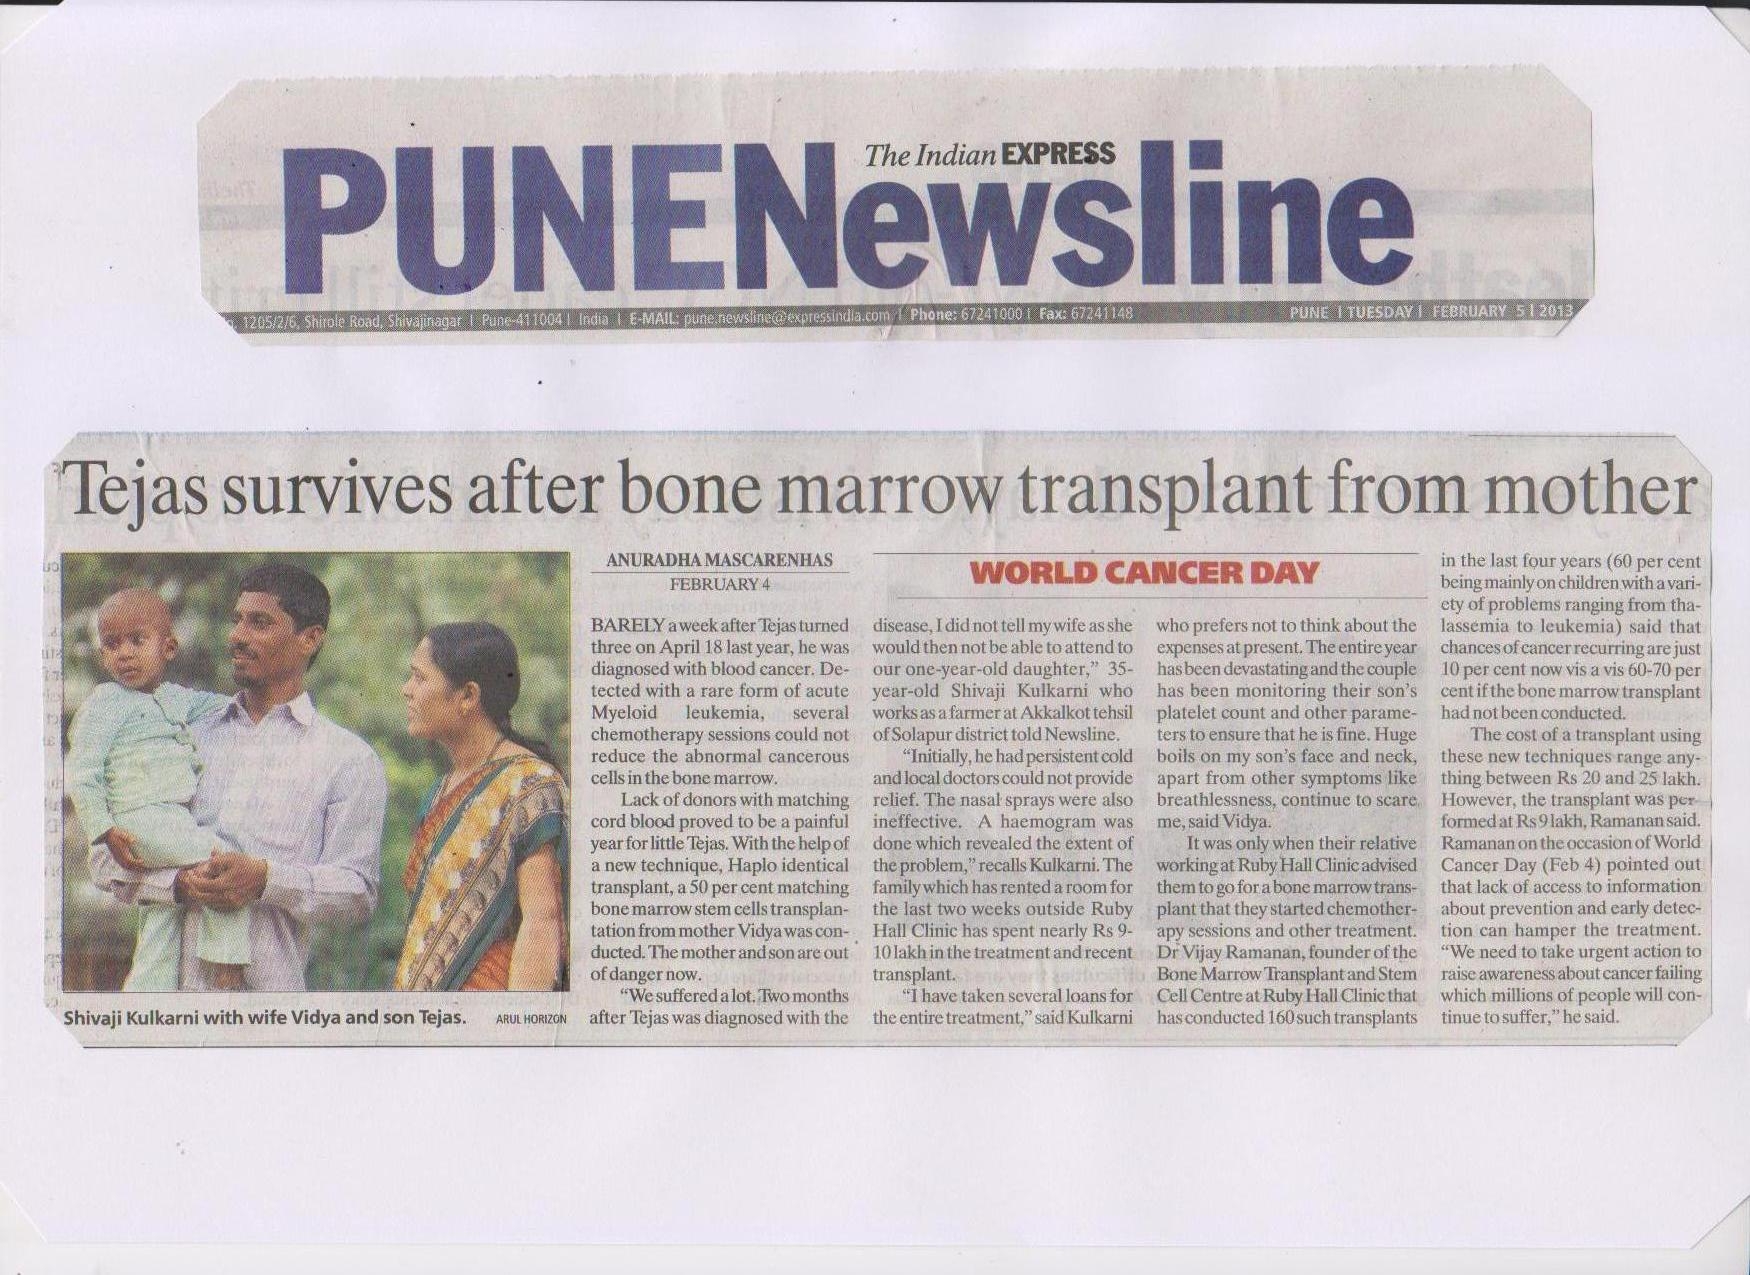 The Indian EXPRESS
PUNENewsline
1205/2/6, Shirole Road, Shivajinagar | Pune-411004 | India | E-MAIL: pune.newsline@expressindia.com | Phone: 67241000 | Fax: 67241148
PUNE | TUESDAY | FEBRUARY 5 | 2013
Tejas survives after bone marrow transplant from mother
Shivaji Kulkarni with wife Vidya and son Tejas. ARUL HORIZON
ANURADHA MASCARENHAS
FEBRUARY 4
WORLD CANCER DAY
BARELY a week after Tejas turned
three on April 18 last year, he was
diagnosed with blood cancer. De-
tected with a rare form of acute
Myeloid leukemia, several
chemotherapy sessions could not
reduce the abnormal cancerous
cells in the bone marrow.
Lack of donors with matching
cord blood proved to be a painful
year for little Tejas. With the help of
a new technique, Haplo identical
transplant, a 50 per cent matching
bone marrow stem cells transplan-
tation from mother Vidya was con-
ducted. The mother and son are out
of danger now.
“We suffered a lot. Two months
after Tejas was diagnosed with the
disease, I did not tell my wife as she
would then not be able to attend to
our one-year-old daughter,” 35-
year-old Shivaji Kulkarni who
works as a farmer at Akkalkot tehsil
of Solapur district told Newsline.
“Initially, he had persistent cold
and local doctors could not provide
relief. The nasal sprays were also
ineffective. A haemogram was
done which revealed the extent of
the problem,” recalls Kulkarni. The
family which has rented a room for
the last two weeks outside Ruby
Hall Clinic has spent nearly Rs 9-
10 lakh in the treatment and recent
transplant.
“I have taken several loans for
the entire treatment,” said Kulkarni
who prefers not to think about the
expenses at present. The entire year
has been devastating and the couple
has been monitoring their son's
platelet count and other parame-
ters to ensure that he is fine. Huge
boils on my son's face and neck,
apart from other symptoms like
breathlessness, continue to scare
me, said Vidya.
It was only when their relative
working at Ruby Hall Clinic advised
them to go for a bone marrow trans-
plant that they started chemother-
apy sessions and other treatment.
Dr Vijay Ramanan, founder of the
Bone Marrow Transplant and Stem
Cell Centre at Ruby Hall Clinic that
has conducted 160 such transplants
in the last four years (60 per cent
being mainly on children with a vari-
ety of problems ranging from tha-
lassemia to leukemia) said that
chances of cancer recurring are just
10 per cent now vis a vis 60-70 per
cent if the bone marrow transplant
had not been conducted.
The cost of a transplant using
these new techniques range any-
thing between Rs 20 and 25 lakh.
However, the transplant was per-
formed at Rs 9 lakh, Ramanan said.
Ramanan on the occasion of World
Cancer Day (Feb 4) pointed out
that lack of access to information
about prevention and early detec-
tion can hamper the treatment.
“We need to take urgent action to
raise awareness about cancer failing
which millions of people will con-
tinue to suffer,” he said.